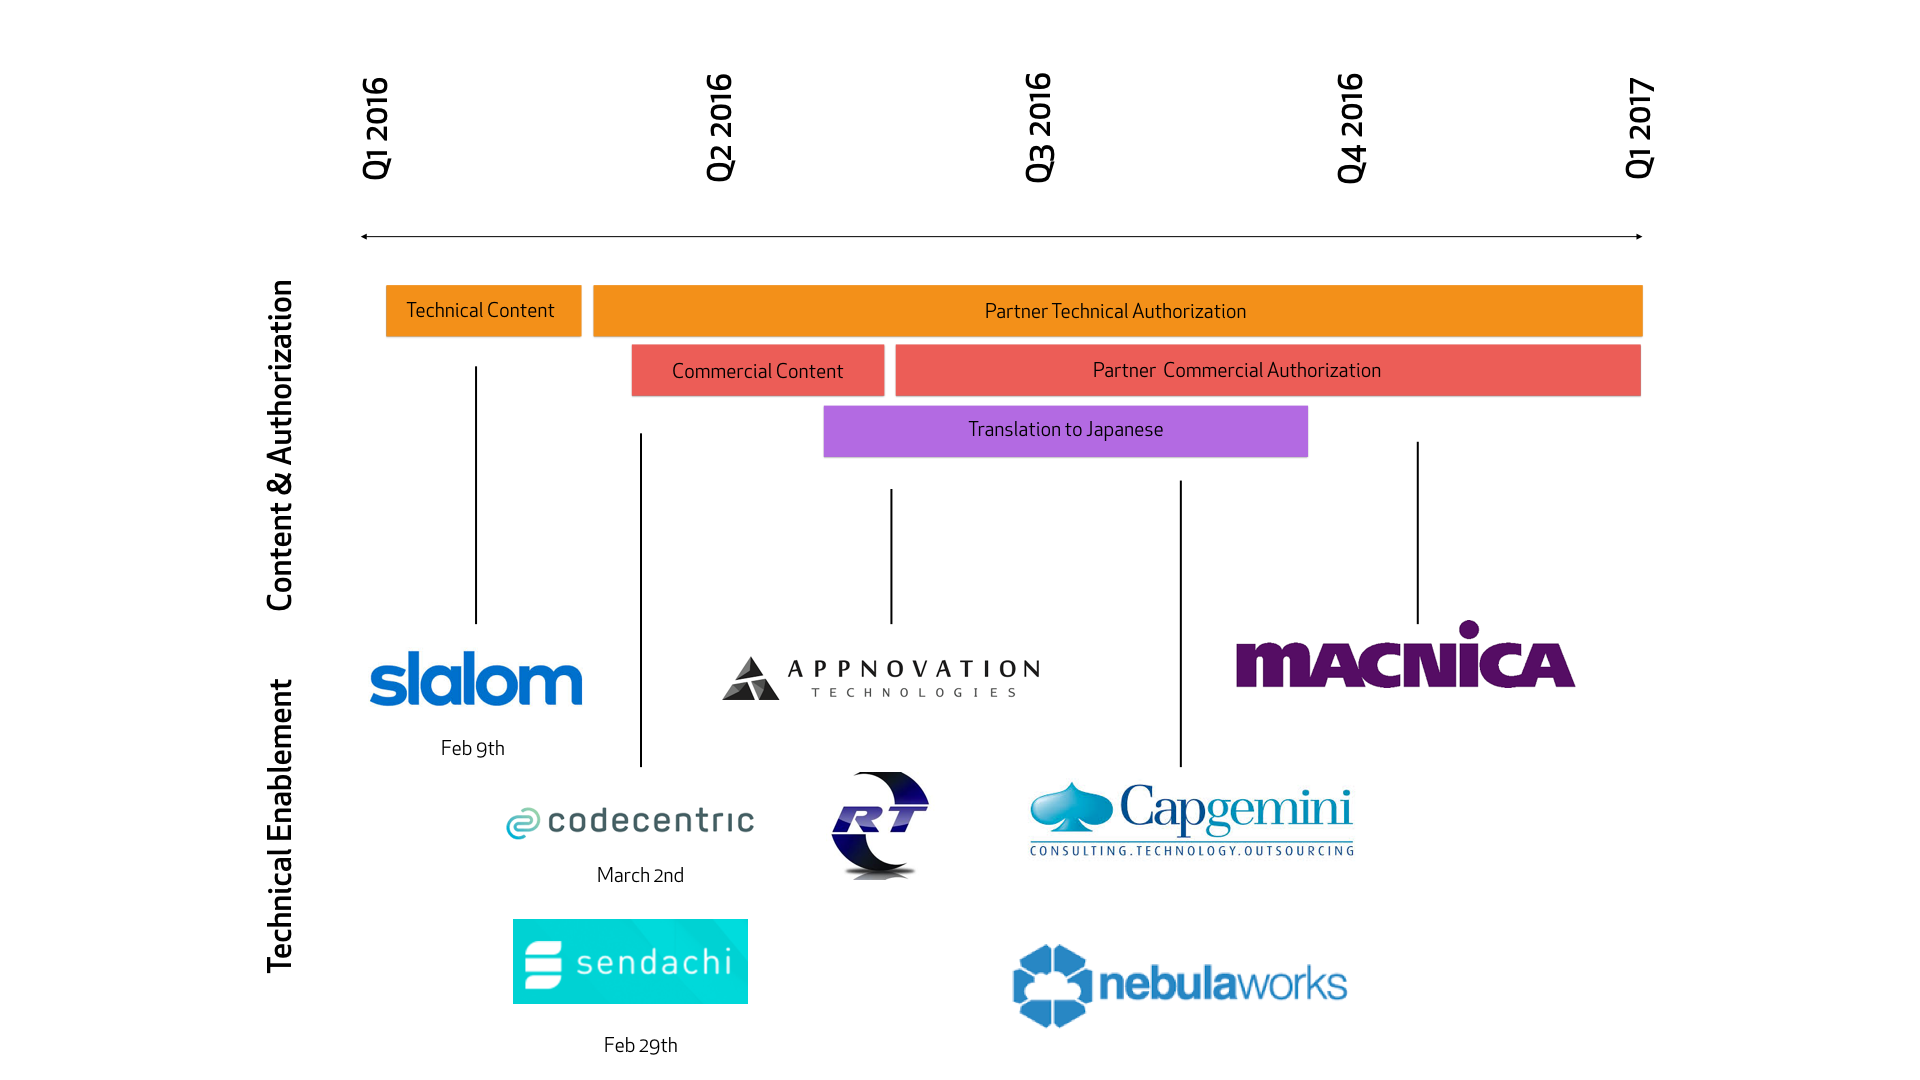 Q1 2016
Q2 2016
Q3 2016
Q4 2016
Q1 2017
Content & Authorization
Technical Content
Partner Technical Authorization
Commercial Content
Partner Commercial Authorization
Translation to Japanese
Technical Enablement
slalom
Feb 9th
APPNOVATION
TECHNOLOGIES
MACNiCA
codecentric
March 2nd
RT
Capgemini
CONSULTING.TECHNOLOGY.OUTSOURCING
sendachi
Feb 29th
nebulaworks